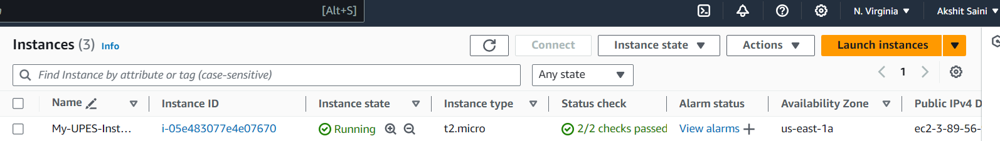 [Alt+S] N. Virginia Akshit Saini
Instances (3) Info Connect Instance state Actions Launch instances
Find Instance by attribute or tag (case-sensitive) Any state 1
Name Instance ID Instance state Instance type Status check Alarm status Availability Zone Public IPv4 D
My-UPES-Inst... i-05e483077e4e07670 Running t2.micro 2/2 checks passed View alarms us-east-1a ec2-3-89-56-